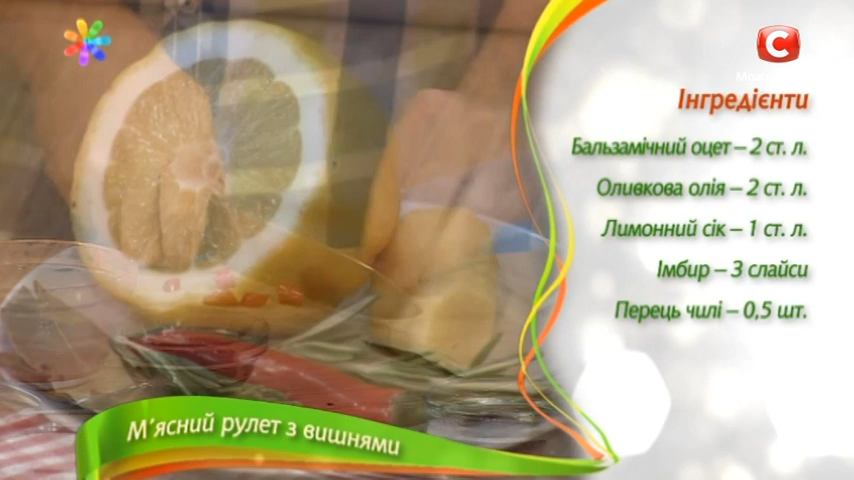 С
Інгредієнти
Бальзамічний оцет – 2 ст. л.
Оливкова олія – 2 ст. л.
Лимонний сік – 1 ст. л.
Імбир – 3 слайси
Перець чилі – 0,5 шт.
М'ясний рулет з вишнями